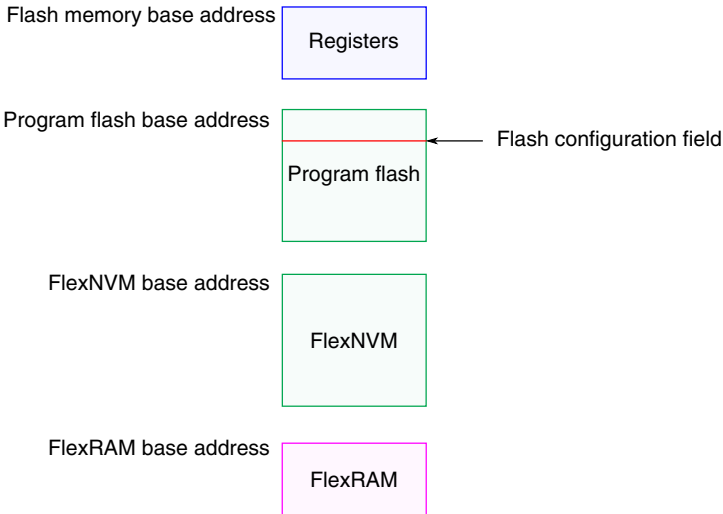 Flash memory base address
Registers
Program flash base address
Flash configuration field
Program flash
FlexNVM base address
FlexNVM
FlexRAM base address
FlexRAM